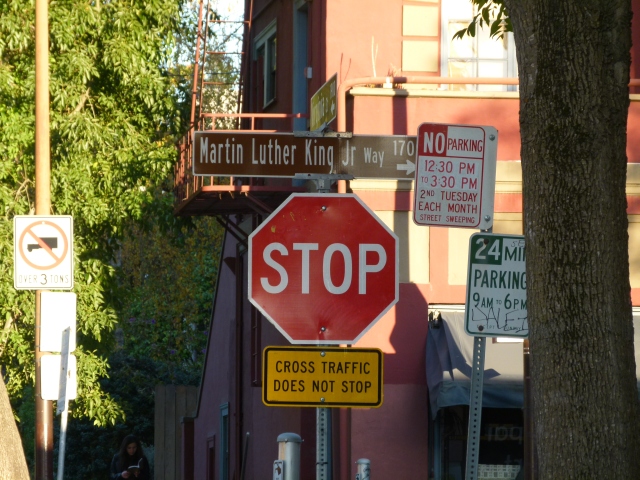 Martin Luther King Jr Way 170
NO PARKING
12:30 PM
TO 3:30 PM
2ND TUESDAY
EACH MONTH
STREET SWEEPING
STOP
CROSS TRAFFIC
DOES NOT STOP
OVER 3 TONS
24 MI
PARKING
9AM TO 6PM